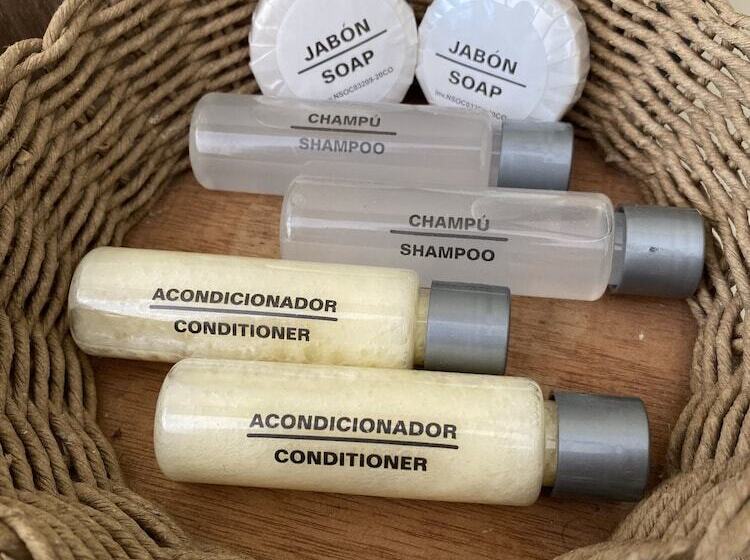 JABÓN
SOAP
JABÓN
SOAP
CHAMPÚ
SHAMPOO
CHAMPÚ
SHAMPOO
ACONDICIONADOR
CONDITIONER
ACONDICIONADOR
CONDITIONER